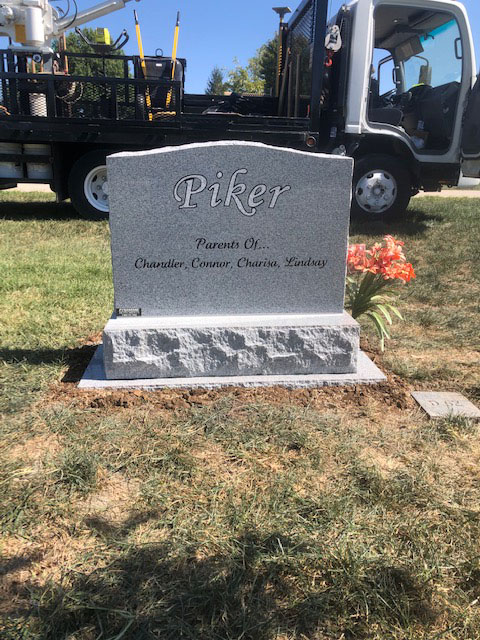 Piker
Parents Of...
Chandler, Connor, Charisa, Lindsay